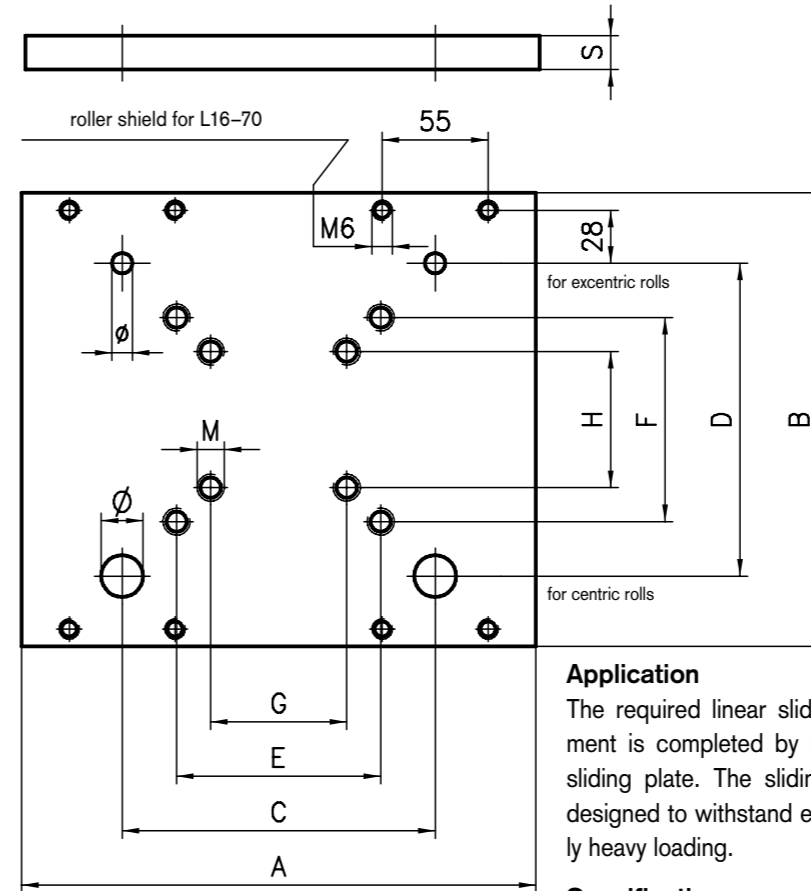 S
roller shield for L16–70
55
M6
28
for excentric rolls
ø
M
H
F
D
B
Ø
for centric rolls
G
E
C
A
Application
The required linear slid
ment is completed by
sliding plate. The slidin
designed to withstand e
ly heavy loading.